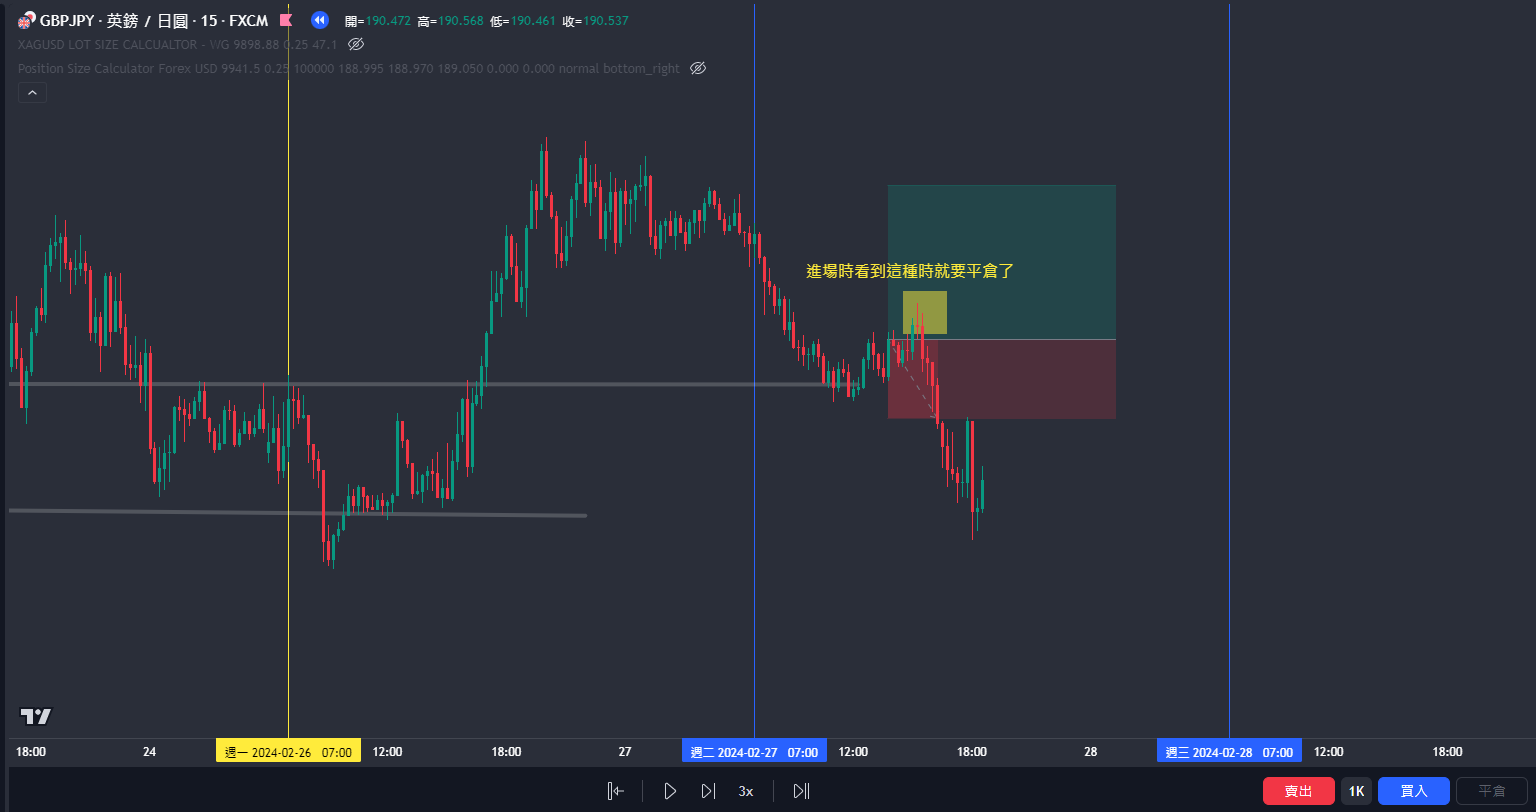 GBPJPY · 英鎊 / 日圓 · 15 · FXCM 開=190.472 高=190.568 低=190.461 收=190.537
XAGUSD LOT SIZE CALCUALTOR - WG 9898.88 0.25 47.1
Position Size Calculator Forex USD 9941.5 0.25 100000 188.995 188.970 189.050 0.000 0.000 normal bottom_right
進場時看到這種時就要平倉了
18:00 24 週一 2024-02-26 07:00 12:00 18:00 27 週二 2024-02-27 07:00 12:00 18:00 28 週三 2024-02-28 07:00 12:00 18:00
3x 賣出 1K 買入 平倉